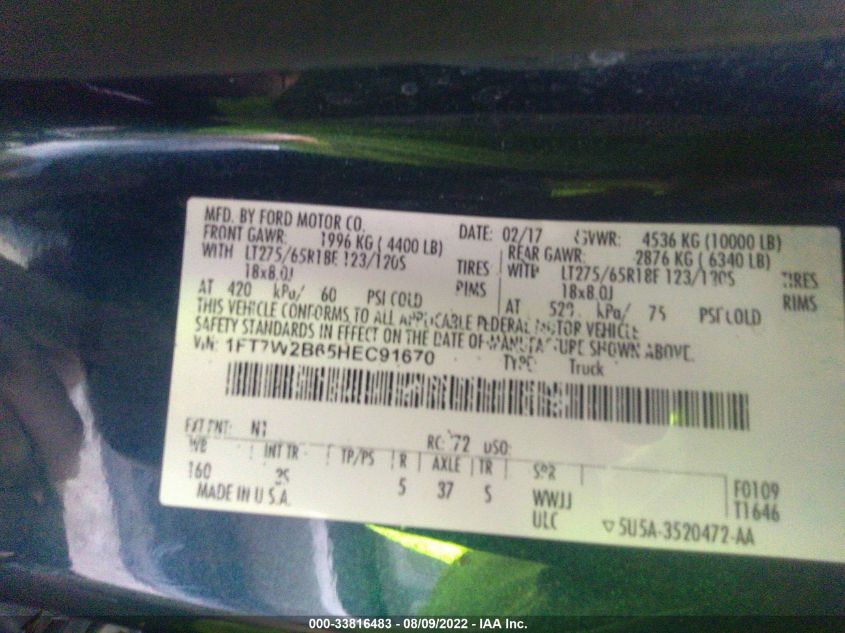 MFD. BY FORD MOTOR CO.
DATE: 02/17 GVWR: 4536 KG (10000 LB)
FRONT GAWR: 1996 KG ( 4400 LB) REAR GAWR: 2876 KG ( 6340 LB)
WITH LT275/65R18E 123/120S TIRES WITH LT275/65R18E 123/120S TIRES
18x8.0J RIMS 18x8.0J RIMS
AT 420 kPa/ 60 PSI COLD AT 520 kPa/ 75 PSI COLD
THIS VEHICLE CONFORMS TO ALL APPLICABLE FEDERAL MOTOR VEHICLE
SAFETY STANDARDS IN EFFECT ON THE DATE OF MANUFACTURE SHOWN ABOVE.
VIN: 1FT7W2B65HEC91670 TYPE: Truck
EXT PNT: N1 RC: 72 DSO:
WB INT TR TP/PS R AXLE TR SPR
160 5 37 5 WWJJ F0109
MADE IN U.S.A. ULC T1646
5U5A-3520472-AA
000-33816483 - 08/09/2022 - IAA Inc.